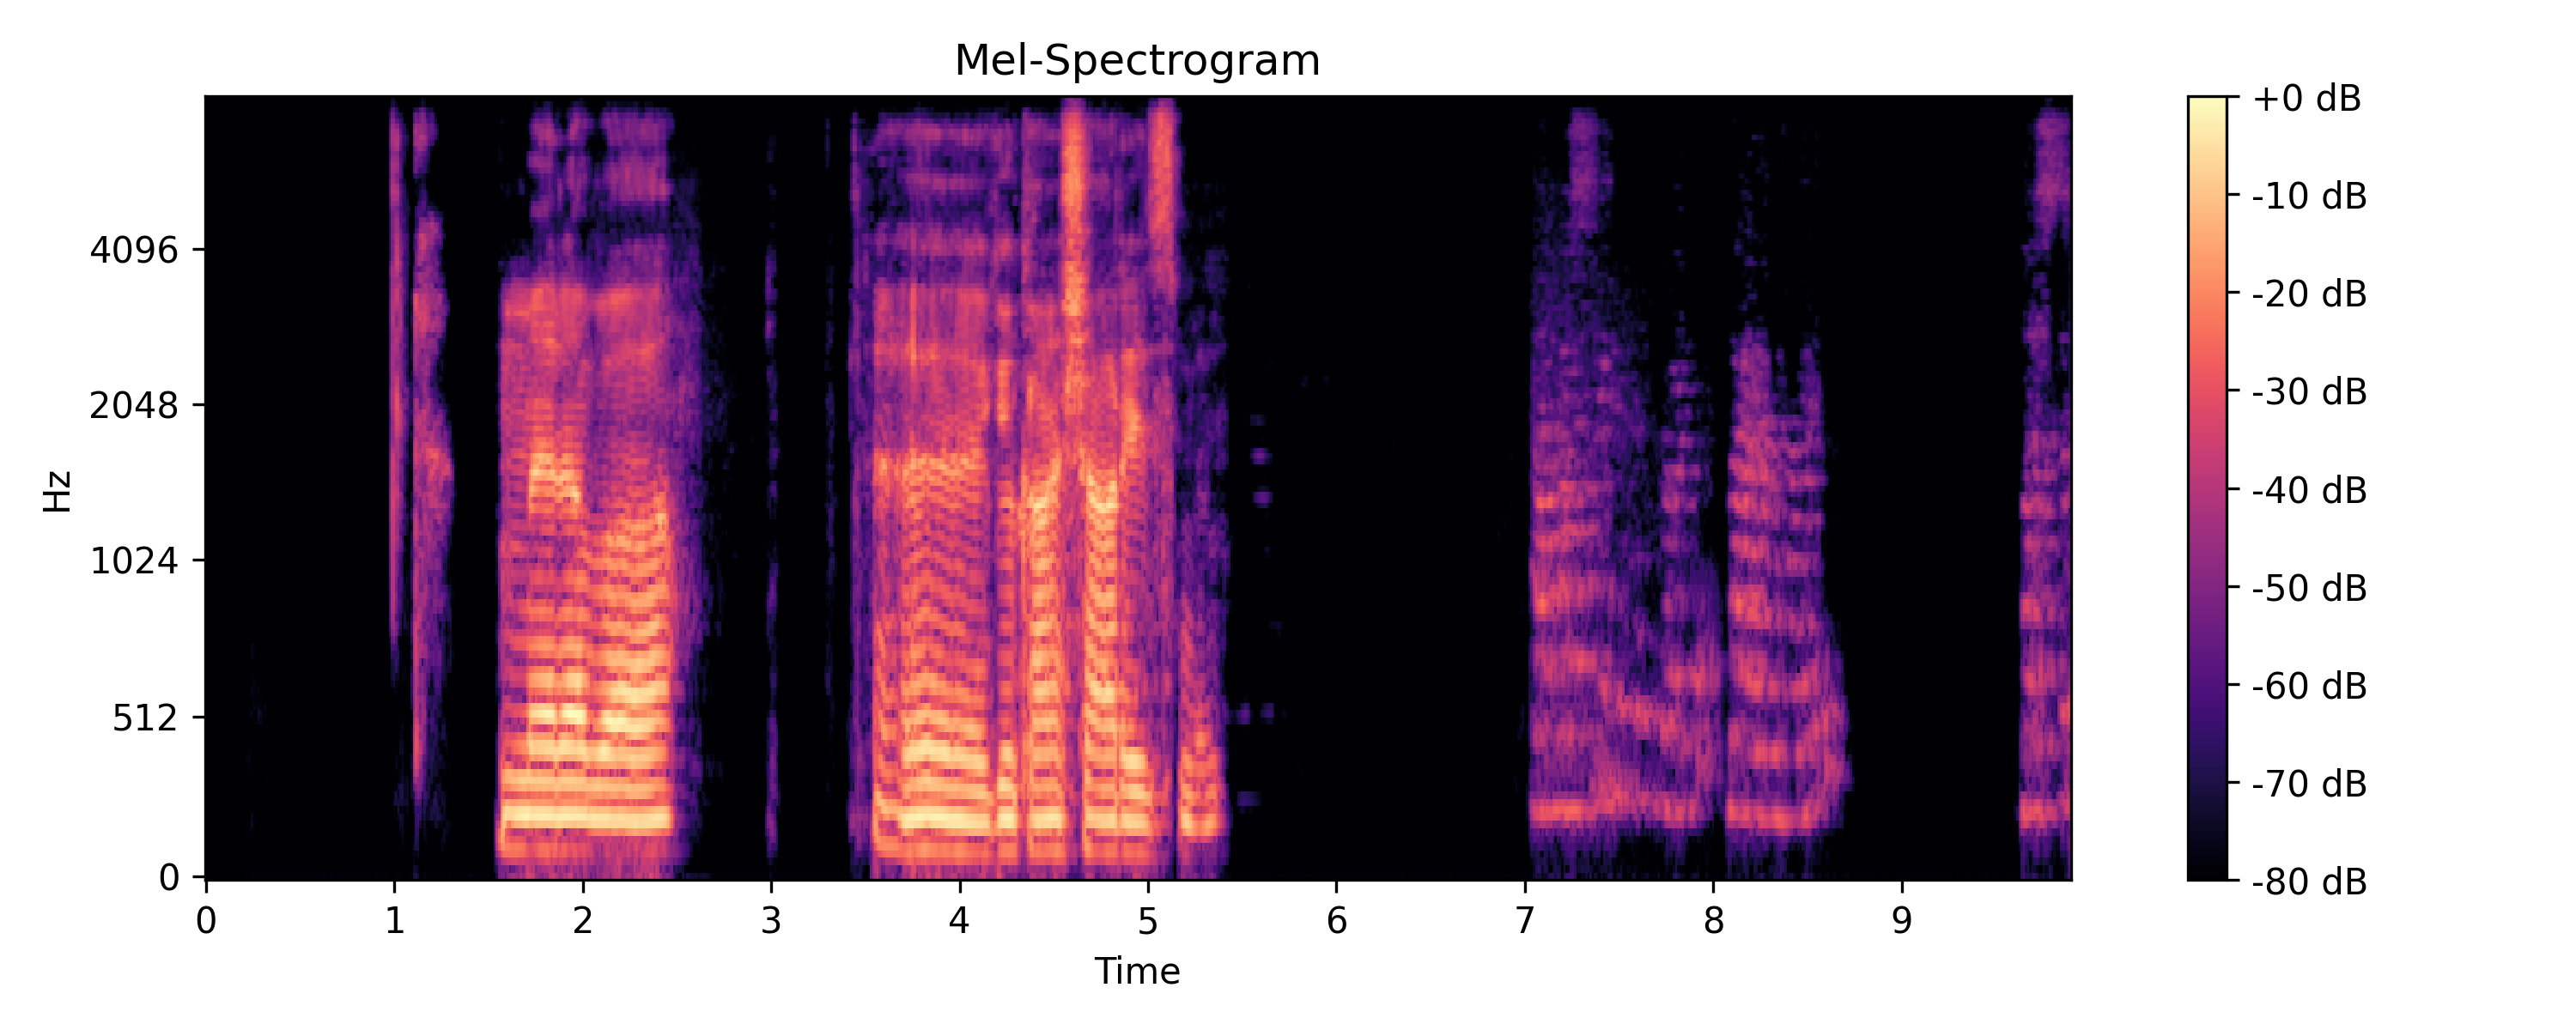 Mel-Spectrogram
+0 dB
-10 dB
4096
-20 dB
-30 dB
2048
Hz
-40 dB
1024
-50 dB
-60 dB
512
-70 dB
0
-80 dB
0 1 2 3 4 5 6 7 8 9
Time